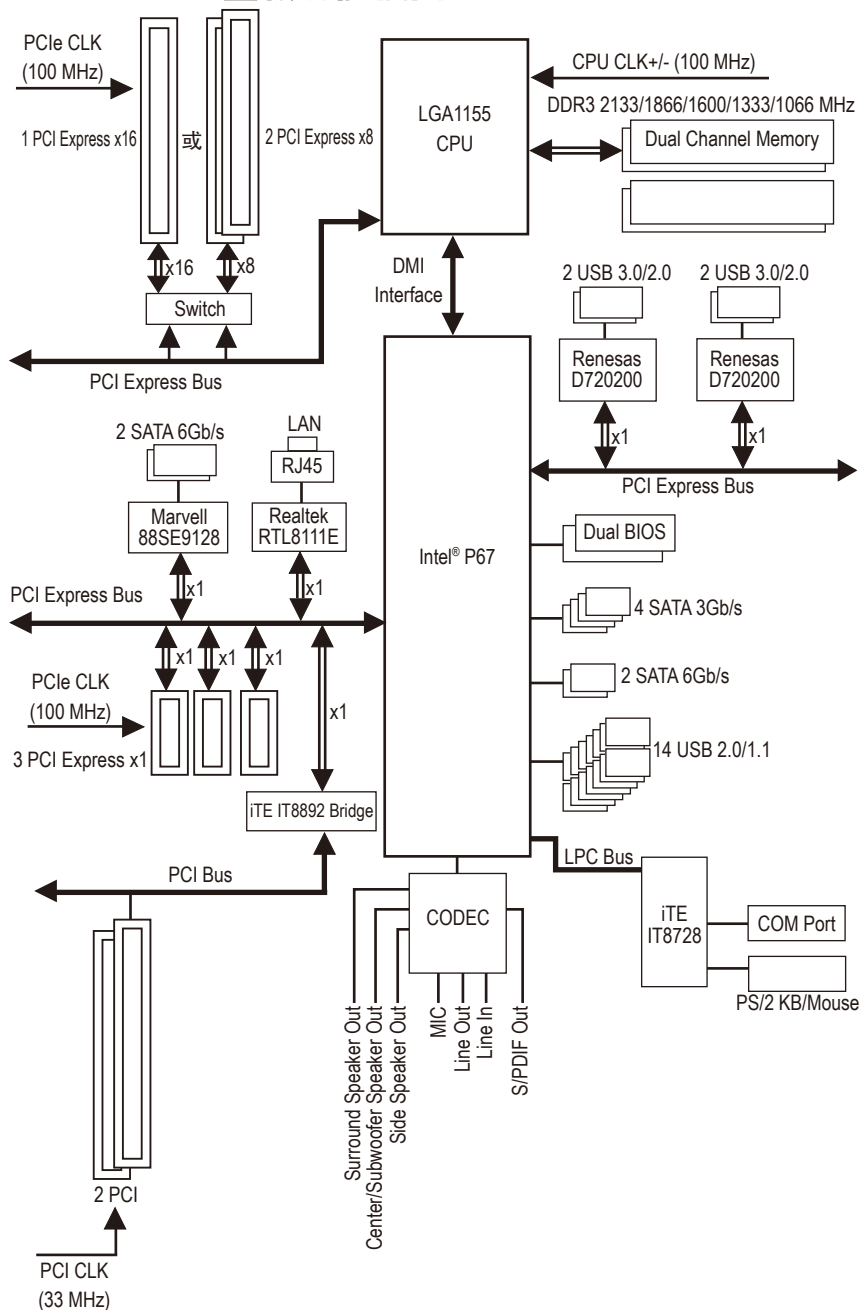 PCIe CLK
(100 MHz)
1 PCI Express x16
或
2 PCI Express x8
x16
x8
Switch
PCI Express Bus
LGA1155
CPU
CPU CLK+/- (100 MHz)
DDR3 2133/1866/1600/1333/1066 MHz
Dual Channel Memory
DMI
Interface
2 USB 3.0/2.0
2 USB 3.0/2.0
Renesas
D720200
Renesas
D720200
x1
x1
PCI Express Bus
2 SATA 6Gb/s
LAN
RJ45
Marvell
88SE9128
Realtek
RTL8111E
x1
x1
PCI Express Bus
x1
x1
x1
x1
PCIe CLK
(100 MHz)
3 PCI Express x1
iTE IT8892 Bridge
PCI Bus
Intel® P67
Dual BIOS
4 SATA 3Gb/s
2 SATA 6Gb/s
14 USB 2.0/1.1
LPC Bus
iTE
IT8728
COM Port
PS/2 KB/Mouse
CODEC
Surround Speaker Out
Center/Subwoofer Speaker Out
Side Speaker Out
MIC
Line Out
Line In
S/PDIF Out
2 PCI
PCI CLK
(33 MHz)